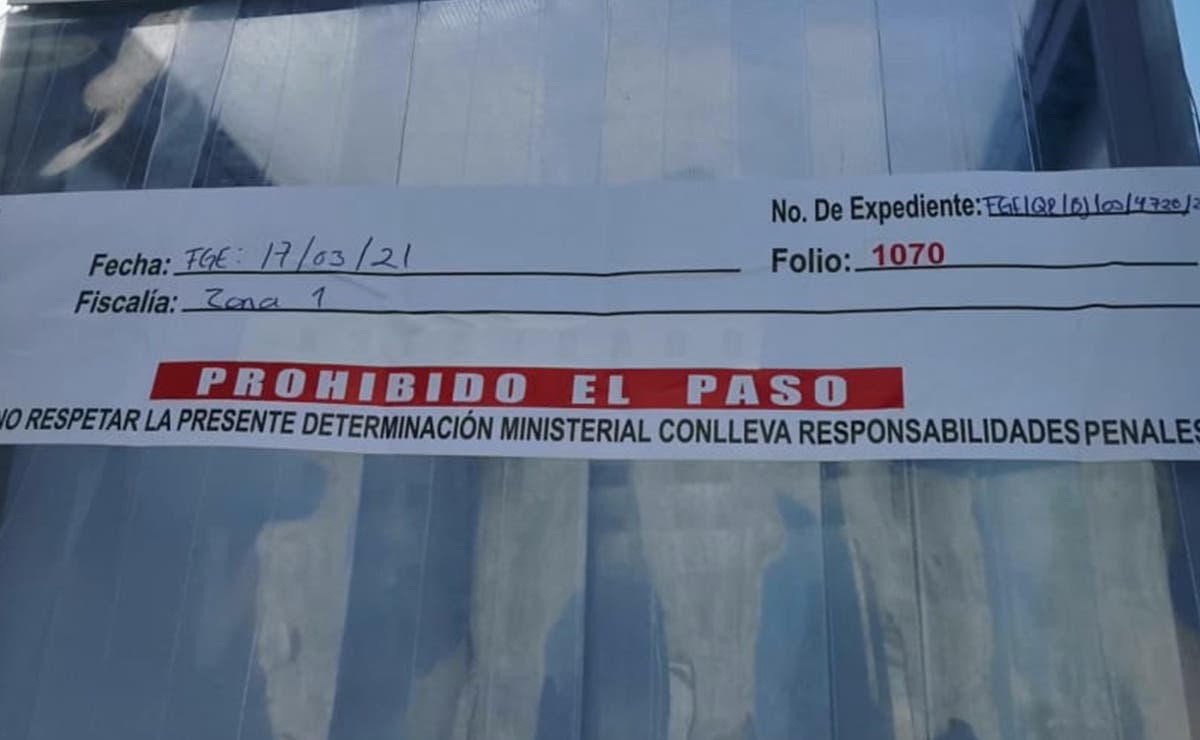 No. De Expediente: FGE/QR/BJ/03/4720/2
Fecha: FGE: 17/03/21
Folio: 1070
Fiscalía: Zona 1
PROHIBIDO EL PASO
NO RESPETAR LA PRESENTE DETERMINACIÓN MINISTERIAL CONLLEVA RESPONSABILIDADES PENALES